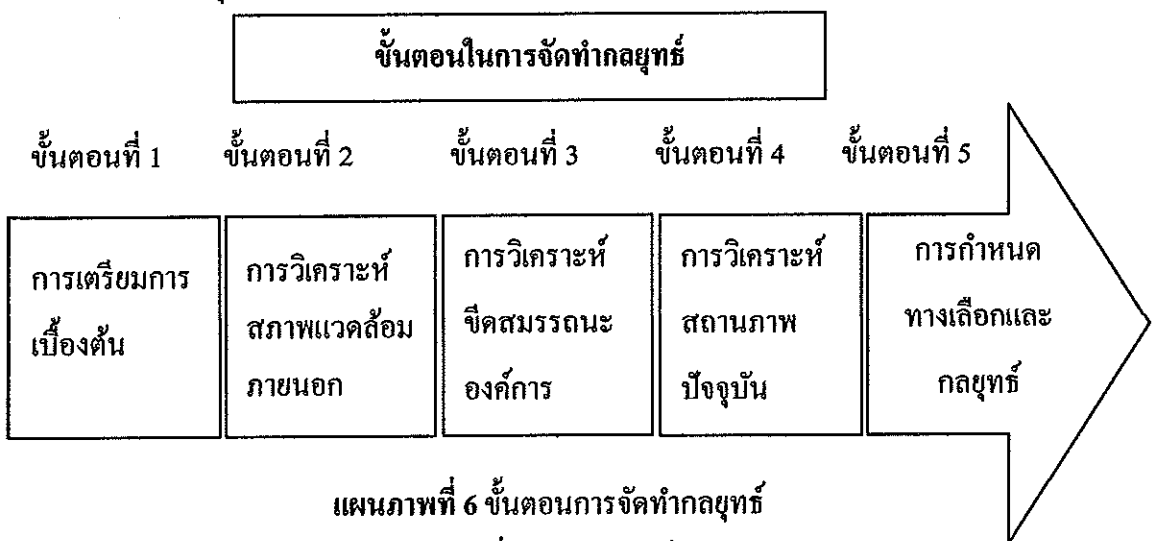 ขั้นตอนในการจัดทำกลยุทธ์
ขั้นตอนที่ 1
ขั้นตอนที่ 2
ขั้นตอนที่ 3
ขั้นตอนที่ 4
ขั้นตอนที่ 5
การเตรียมการ
เบื้องต้น
การวิเคราะห์
สภาพแวดล้อม
ภายนอก
การวิเคราะห์
ขีดสมรรถนะ
องค์การ
การวิเคราะห์
สถานภาพ
ปัจจุบัน
การกำหนด
ทางเลือกและ
กลยุทธ์
แผนภาพที่ 6 ขั้นตอนการจัดทำกลยุทธ์